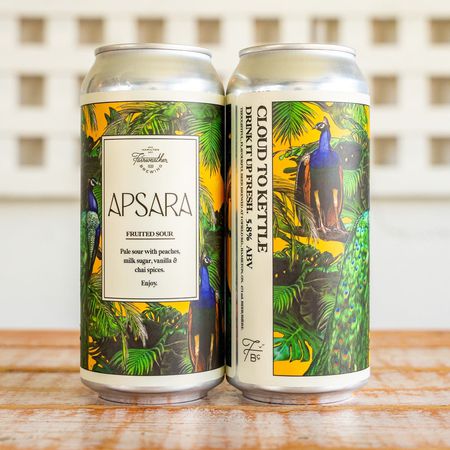 Fairweather
BREWING
APSARA
FRUITED SOUR
Pale sour with peaches,
milk sugar, vanilla &
chai spices.
Enjoy.
CLOUD TO KETTLE
DRINK IT UP FRESH. 5.8% ABV
F
BC